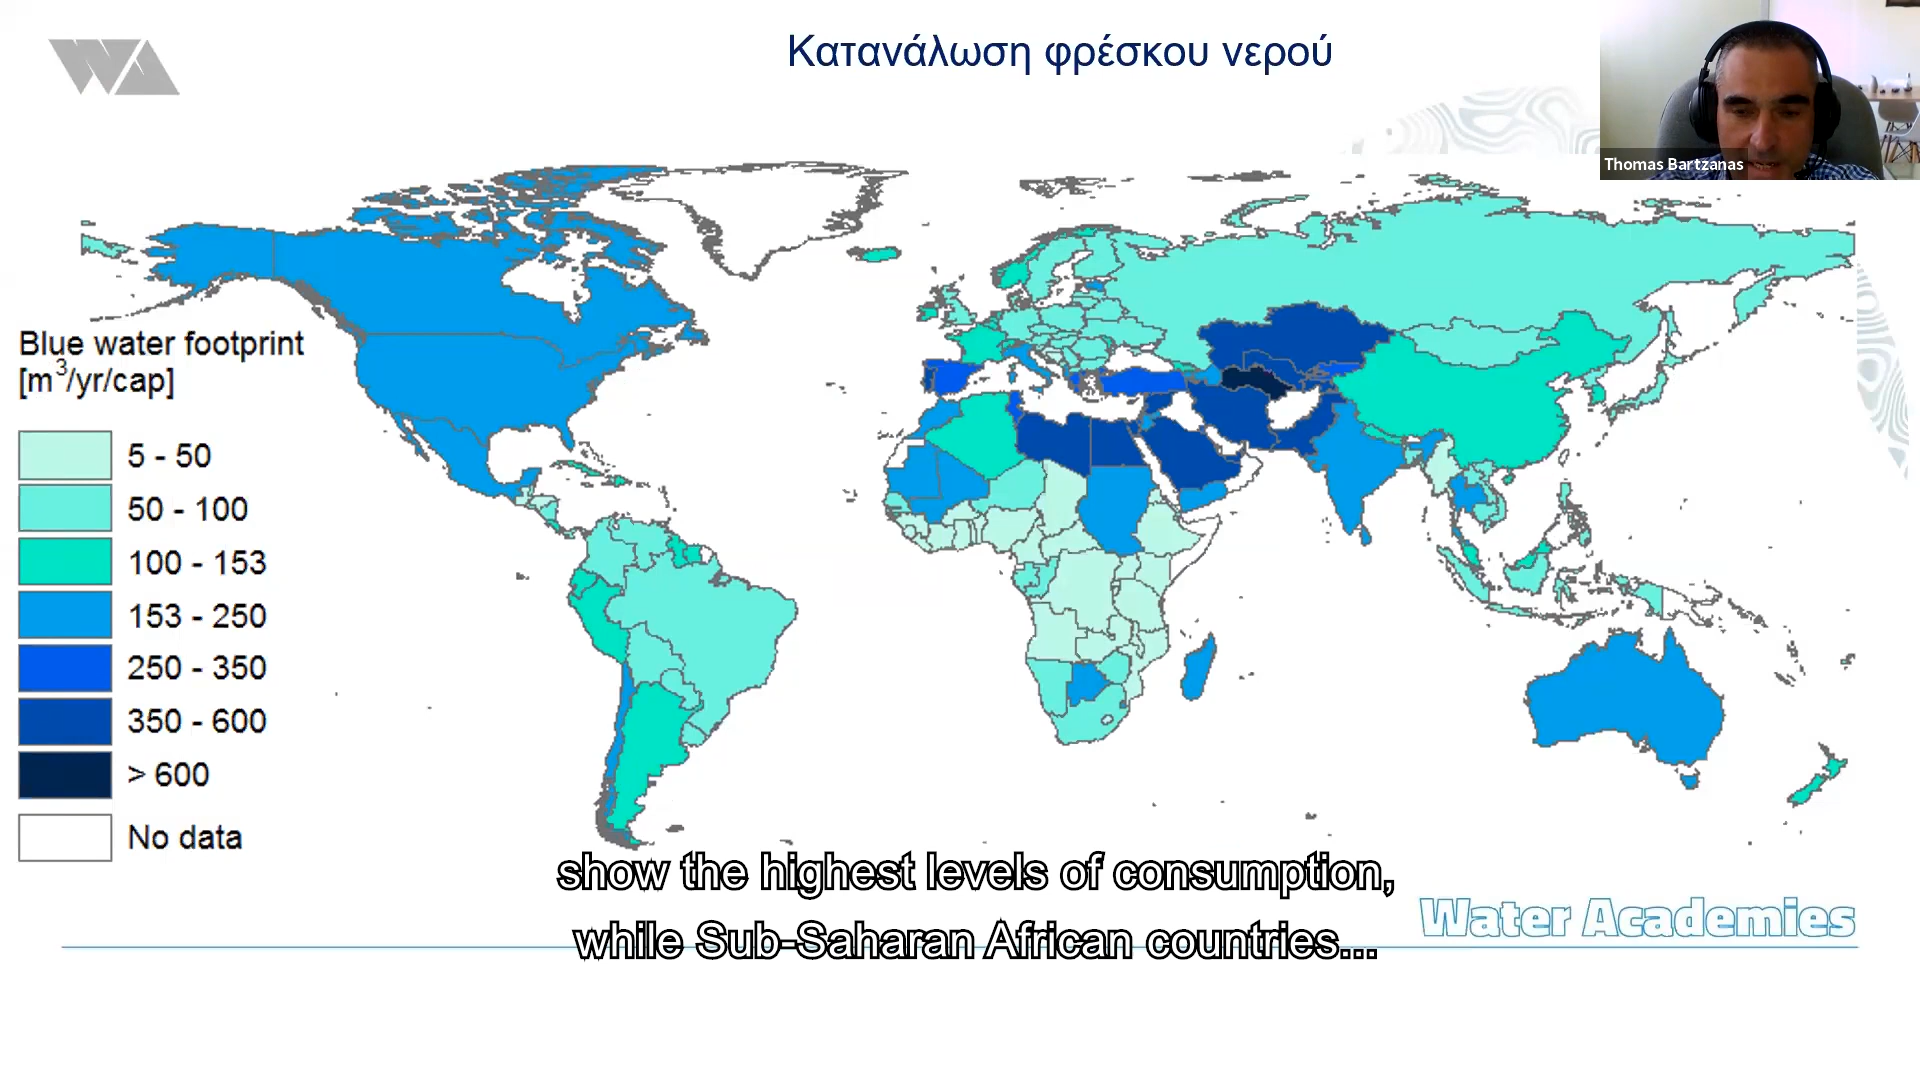 WA
Κατανάλωση φρέσκου νερού
Thomas Bartzanas
Blue water footprint
[m³/yr/cap]
5 - 50
50 - 100
100 - 153
153 - 250
250 - 350
350 - 600
> 600
No data
show the highest levels of consumption,
while Sub-Saharan African countries...
Water Academies